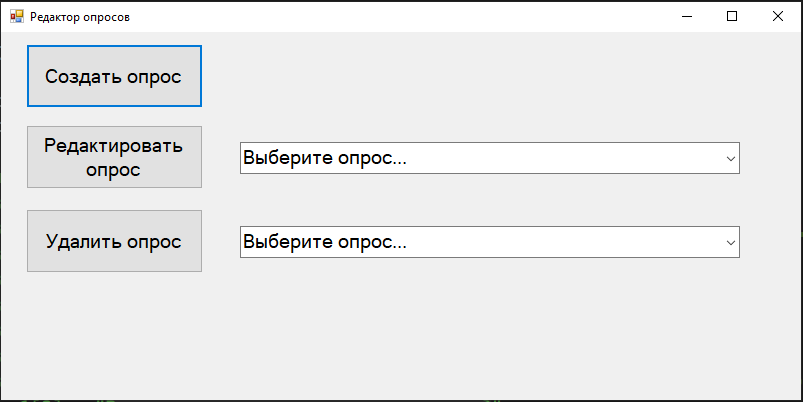 Редактор опросов
Создать опрос
Редактировать
опрос
Выберите опрос...
Удалить опрос
Выберите опрос...